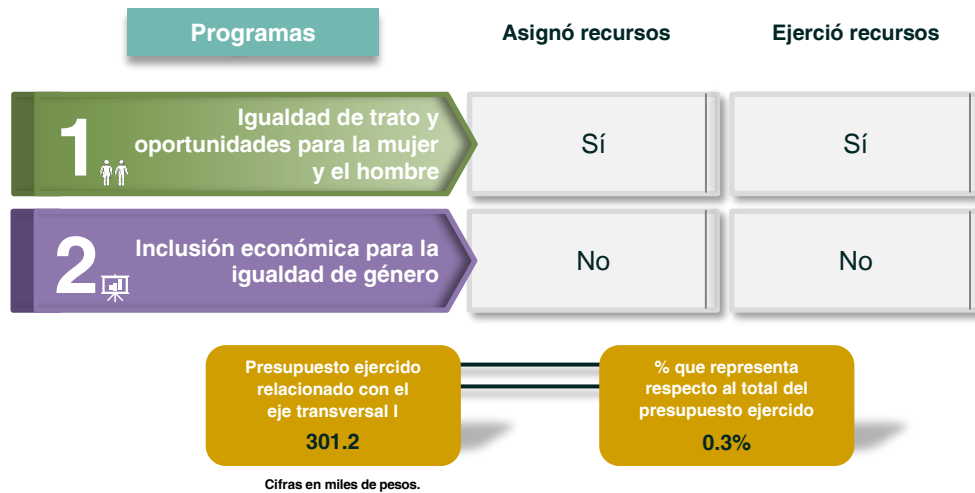 Programas
Asignó recursos
Ejerció recursos
1
Igualdad de trato y
oportunidades para la mujer
y el hombre
Sí
Sí
2
Inclusión económica para la
igualdad de género
No
No
Presupuesto ejercido
relacionado con el
eje transversal I
301.2
% que representa
respecto al total del
presupuesto ejercido
0.3%
Cifras en miles de pesos.